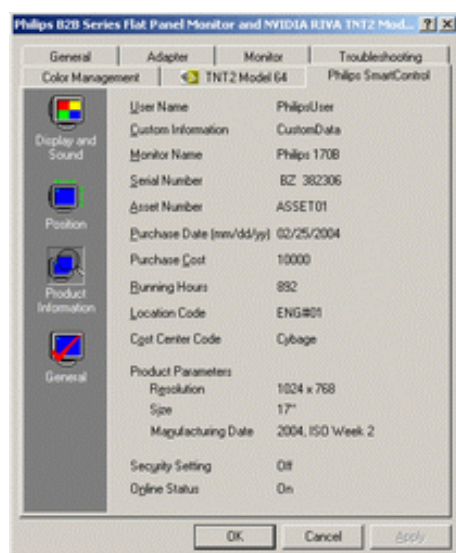 Philips B2B Series Flat Panel Monitor and NVIDIA RIVA TNT2 Mod...
General Adapter Monitor Troubleshooting
Color Management TNT2 Model 64 Philips SmartControl
Display and Sound
Position
Product Information
General
User Name PhilipsUser
Custom Information CustomData
Monitor Name Philips 170B
Serial Number BZ 382306
Asset Number ASSET01
Purchase Date (mm/dd/yy) 02/25/2004
Purchase Cost 10000
Running Hours 892
Location Code ENG#01
Cost Center Code Cybage
Product Parameters
Resolution 1024 x 768
Size 17"
Manufacturing Date 2004, ISO Week 2
Security Setting Off
Online Status On
OK Cancel Apply